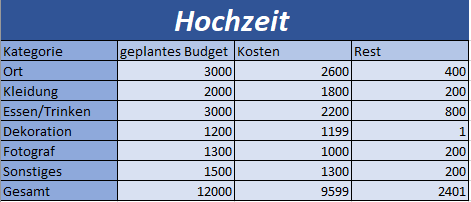 Hochzeit
Kategorie geplantes Budget Kosten Rest
Ort 3000 2600 400
Kleidung 2000 1800 200
Essen/Trinken 3000 2200 800
Dekoration 1200 1199 1
Fotograf 1300 1000 200
Sonstiges 1500 1300 200
Gesamt 12000 9599 2401